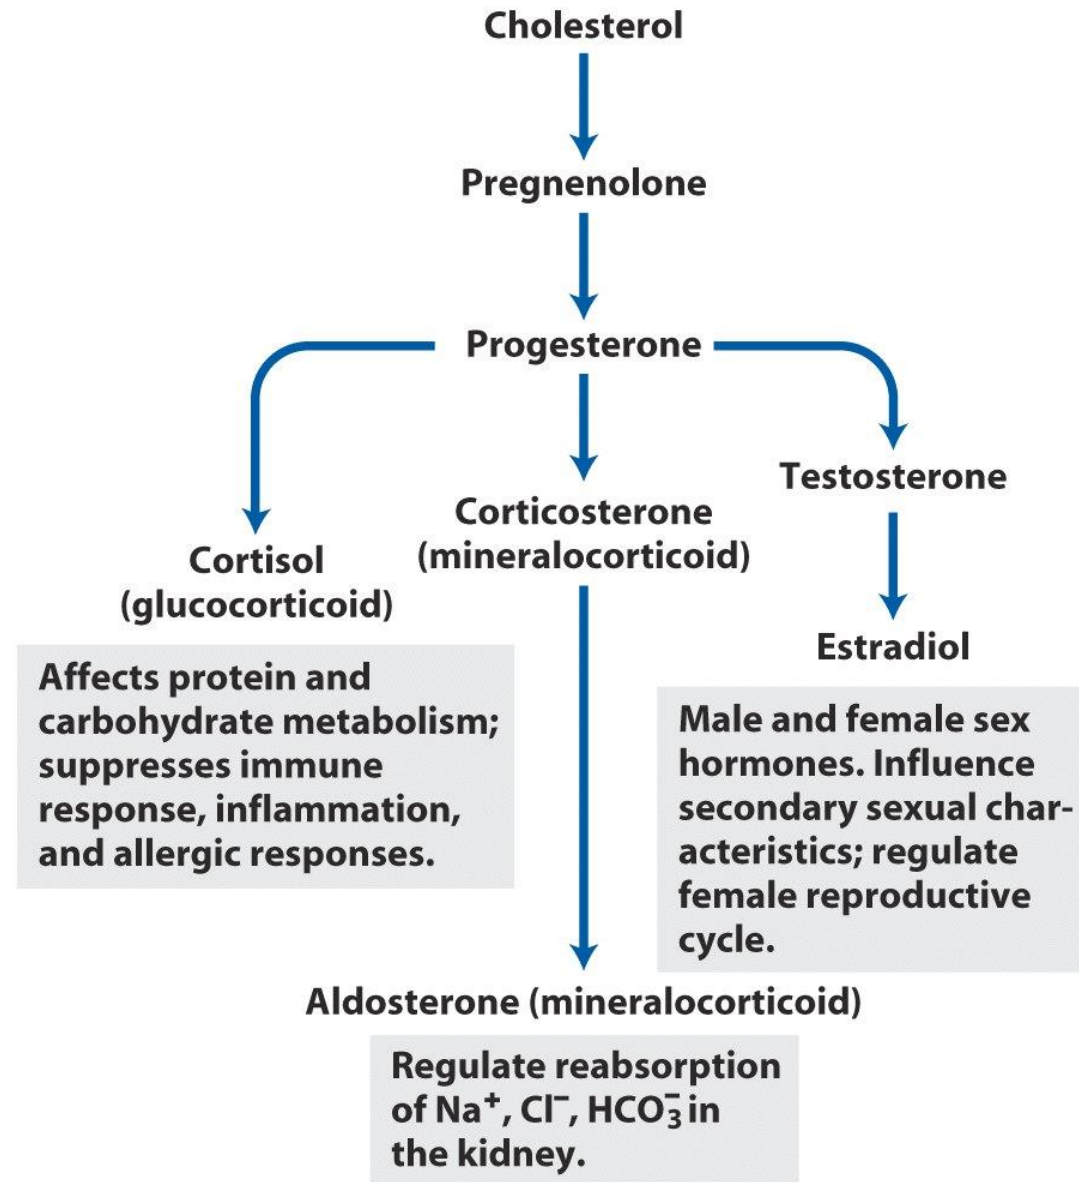 Cholesterol
Pregnenolone
Progesterone
Testosterone
Corticosterone
(mineralocorticoid)
Cortisol
(glucocorticoid)
Estradiol
Affects protein and
carbohydrate metabolism;
suppresses immune
response, inflammation,
and allergic responses.
Male and female sex
hormones. Influence
secondary sexual char-
acteristics; regulate
female reproductive
cycle.
Aldosterone (mineralocorticoid)
Regulate reabsorption
of Na⁺, Cl⁻, HCO₃⁻ in
the kidney.